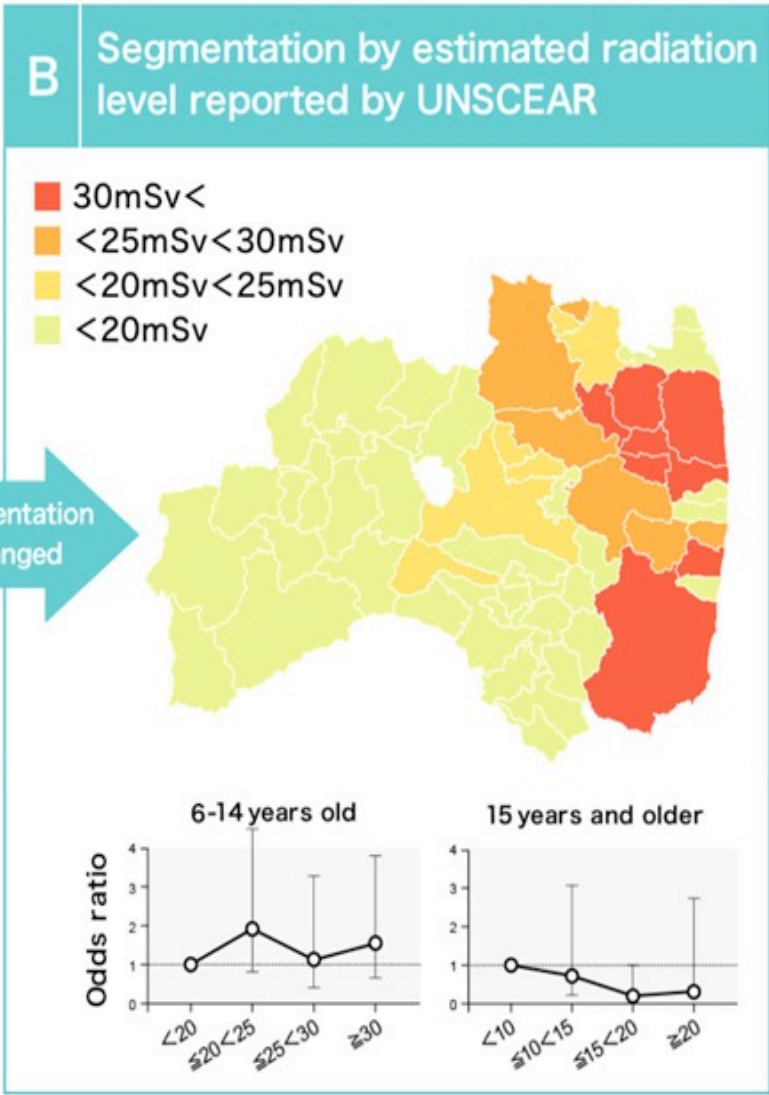 B
Segmentation by estimated radiation
level reported by UNSCEAR
30mSv<
<25mSv<30mSv
<20mSv<25mSv
<20mSv
entation
nged
6-14 years old
Odds ratio
4
3
2
1
0
<20
≦20<25
≦25<30
≧30
15 years and older
4
3
2
1
0
<10
≦10<15
≦15<20
≧20